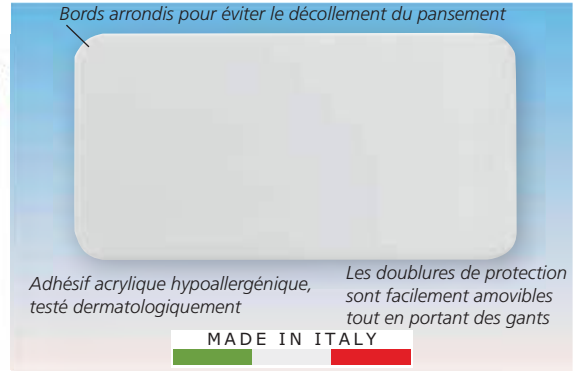 Bords arrondis pour éviter le décollement du pansement
Adhésif acrylique hypoallergénique,
testé dermatologiquement
Les doublures de protection
sont facilement amovibles
tout en portant des gants
MADE IN ITALY